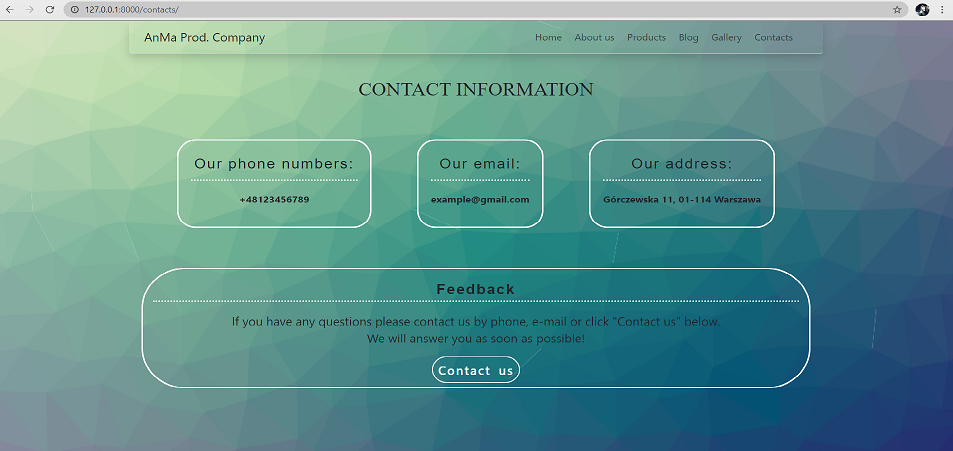 127.0.0.1:8000/contacts/
AnMa Prod. Company
Home About us Products Blog Gallery Contacts
CONTACT INFORMATION
Our phone numbers: Our email: Our address:
+48123456789 example@gmail.com Górczewska 11, 01-114 Warszawa
Feedback
If you have any questions please contact us by phone, e-mail or click "Contact us" below.
We will answer you as soon as possible!
Contact us